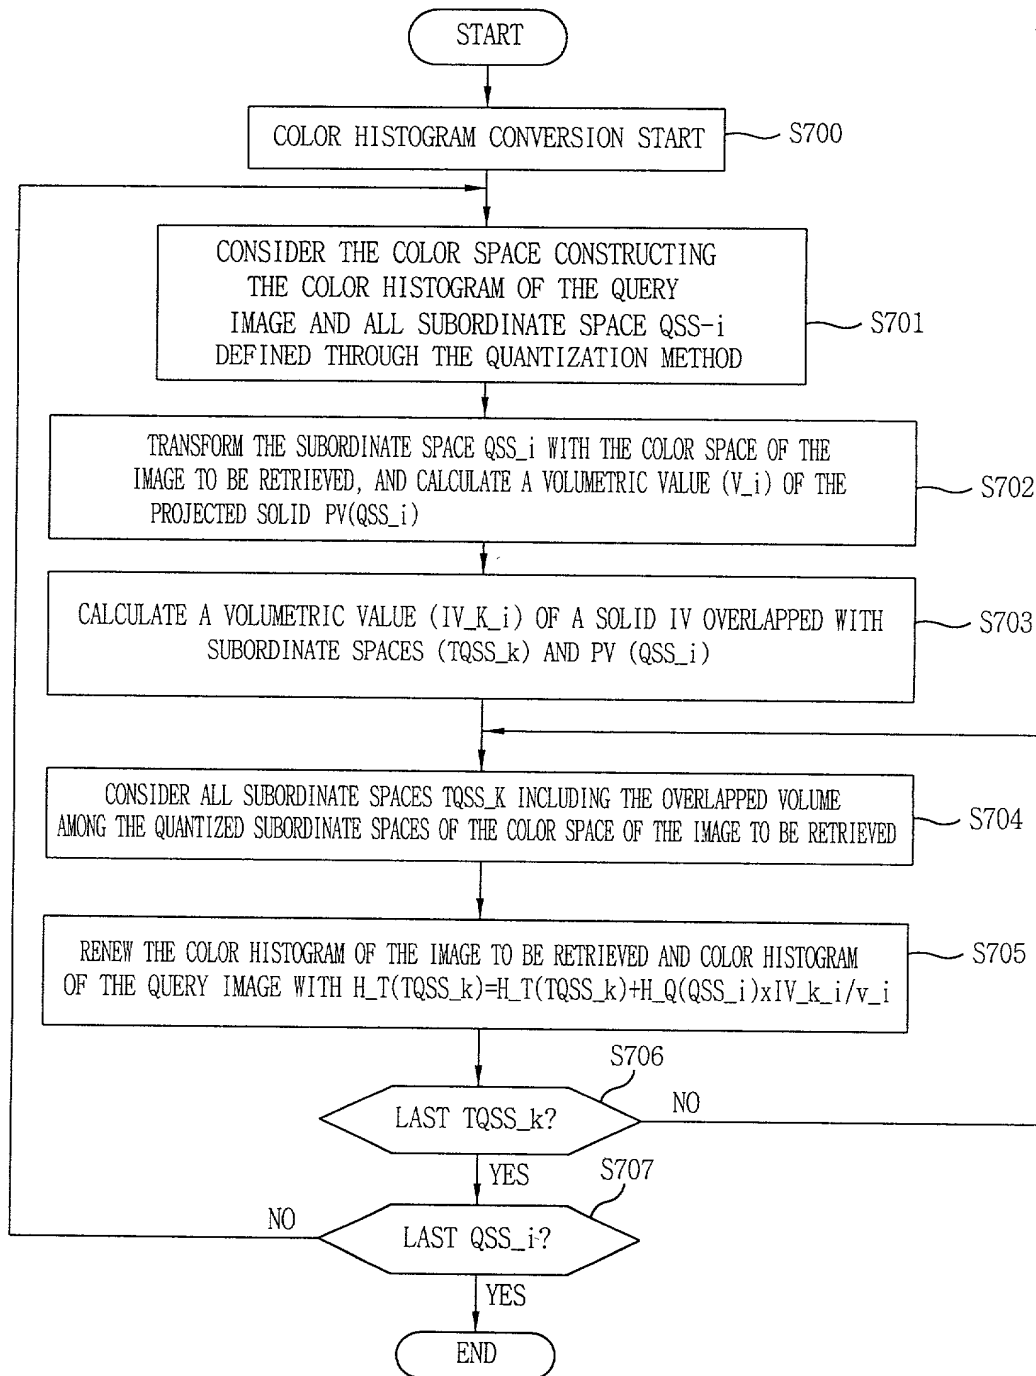 START
COLOR HISTOGRAM CONVERSION START
S700
CONSIDER THE COLOR SPACE CONSTRUCTING
THE COLOR HISTOGRAM OF THE QUERY
IMAGE AND ALL SUBORDINATE SPACE QSS-i
DEFINED THROUGH THE QUANTIZATION METHOD
S701
TRANSFORM THE SUBORDINATE SPACE QSS_i WITH THE COLOR SPACE OF THE
IMAGE TO BE RETRIEVED, AND CALCULATE A VOLUMETRIC VALUE (V_i) OF THE
PROJECTED SOLID PV(QSS_i)
S702
CALCULATE A VOLUMETRIC VALUE (IV_K_i) OF A SOLID IV OVERLAPPED WITH
SUBORDINATE SPACES (TQSS_k) AND PV (QSS_i)
S703
CONSIDER ALL SUBORDINATE SPACES TQSS_K INCLUDING THE OVERLAPPED VOLUME
AMONG THE QUANTIZED SUBORDINATE SPACES OF THE COLOR SPACE OF THE IMAGE TO BE RETRIEVED
S704
RENEW THE COLOR HISTOGRAM OF THE IMAGE TO BE RETRIEVED AND COLOR HISTOGRAM
OF THE QUERY IMAGE WITH H_T(TQSS_k)=H_T(TQSS_k)+H_Q(QSS_i)xIV_k_i/v_i
S705
S706
LAST TQSS_k?
NO
YES
S707
LAST QSS_i?
NO
YES
END